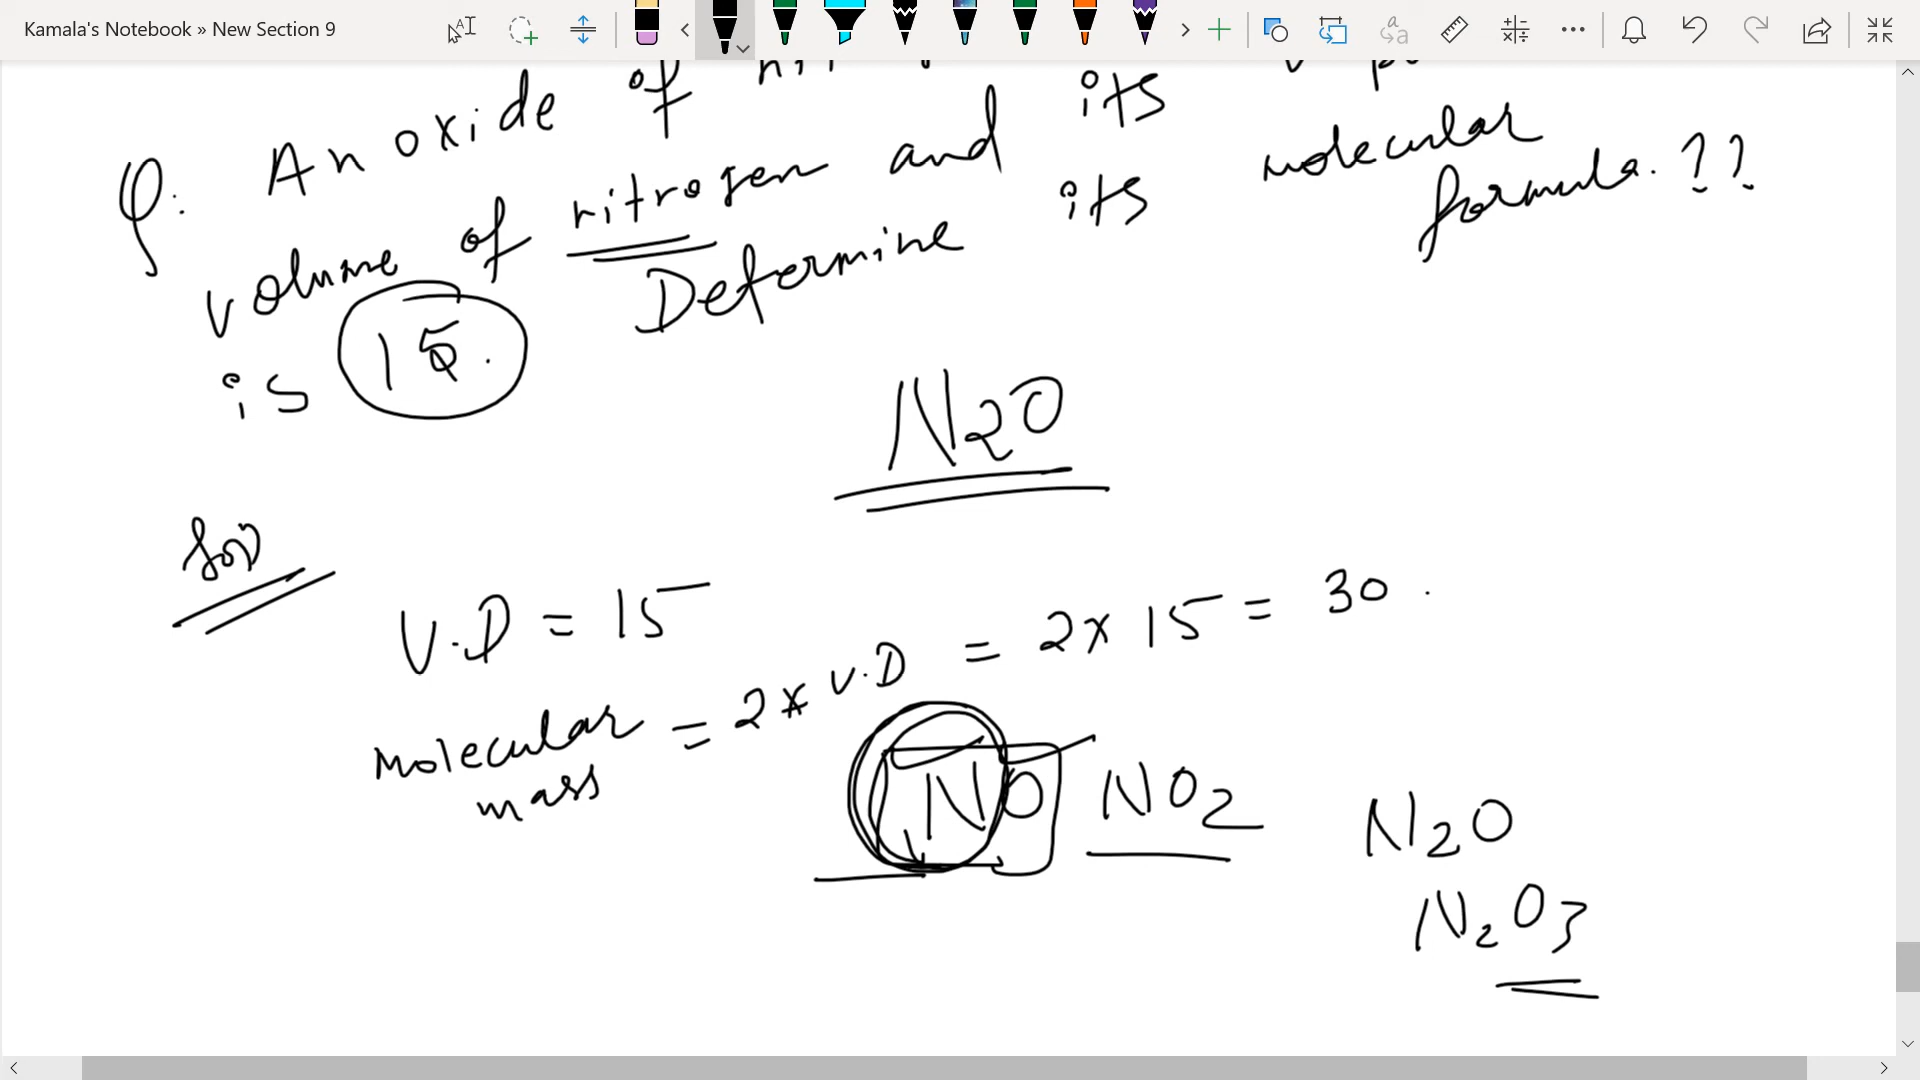 Kamala's Notebook » New Section 9
Q: An oxide of
volume of nitrogen and its
is 15. Determine its molecular
formula.??
N2O
Soln
V.D = 15
molecular mass = 2 x V.D = 2 x 15 = 30.
NO NO2 N2O
N2O3